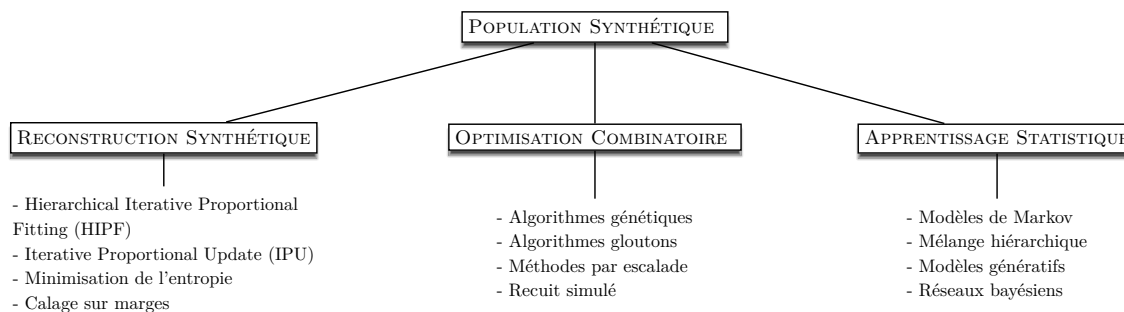 Population Synthétique
Reconstruction Synthétique
- Hierarchical Iterative Proportional
Fitting (HIPF)
- Iterative Proportional Update (IPU)
- Minimisation de l'entropie
- Calage sur marges
Optimisation Combinatoire
- Algorithmes génétiques
- Algorithmes gloutons
- Méthodes par escalade
- Recuit simulé
Apprentissage Statistique
- Modèles de Markov
- Mélange hiérarchique
- Modèles génératifs
- Réseaux bayésiens